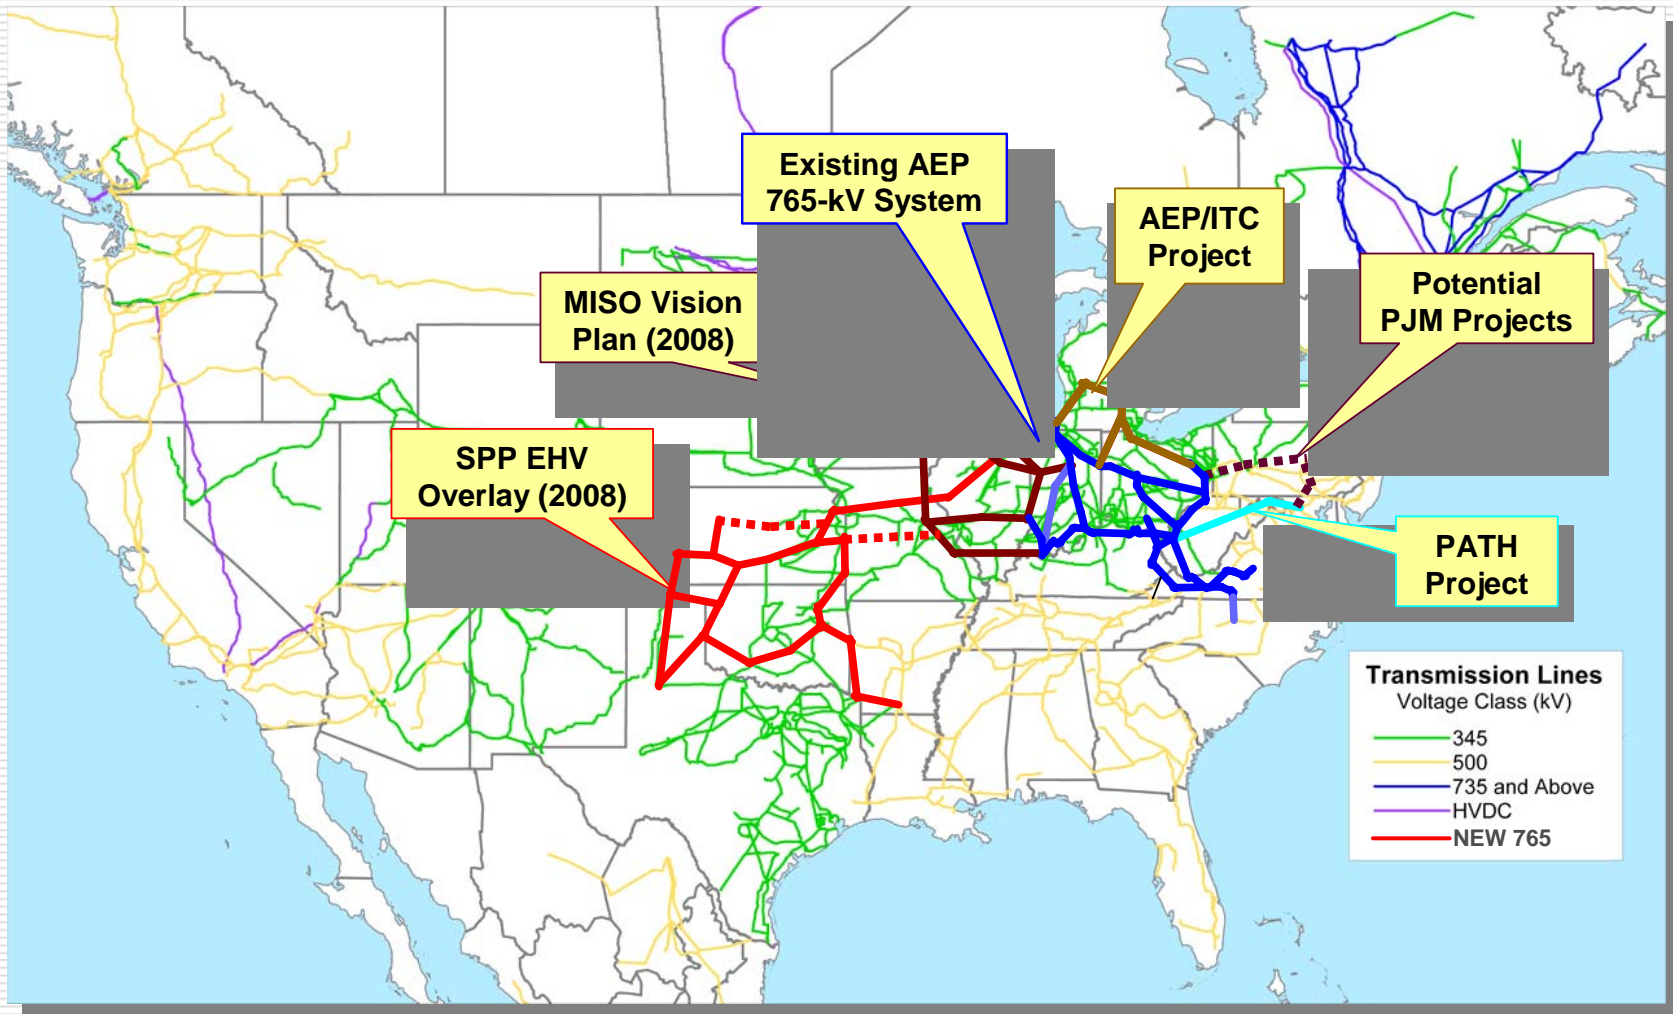 Existing AEP
765-kV System
AEP/ITC
Project
Potential
PJM Projects
MISO Vision
Plan (2008)
SPP EHV
Overlay (2008)
PATH
Project
Transmission Lines
Voltage Class (kV)
345
500
735 and Above
HVDC
NEW 765